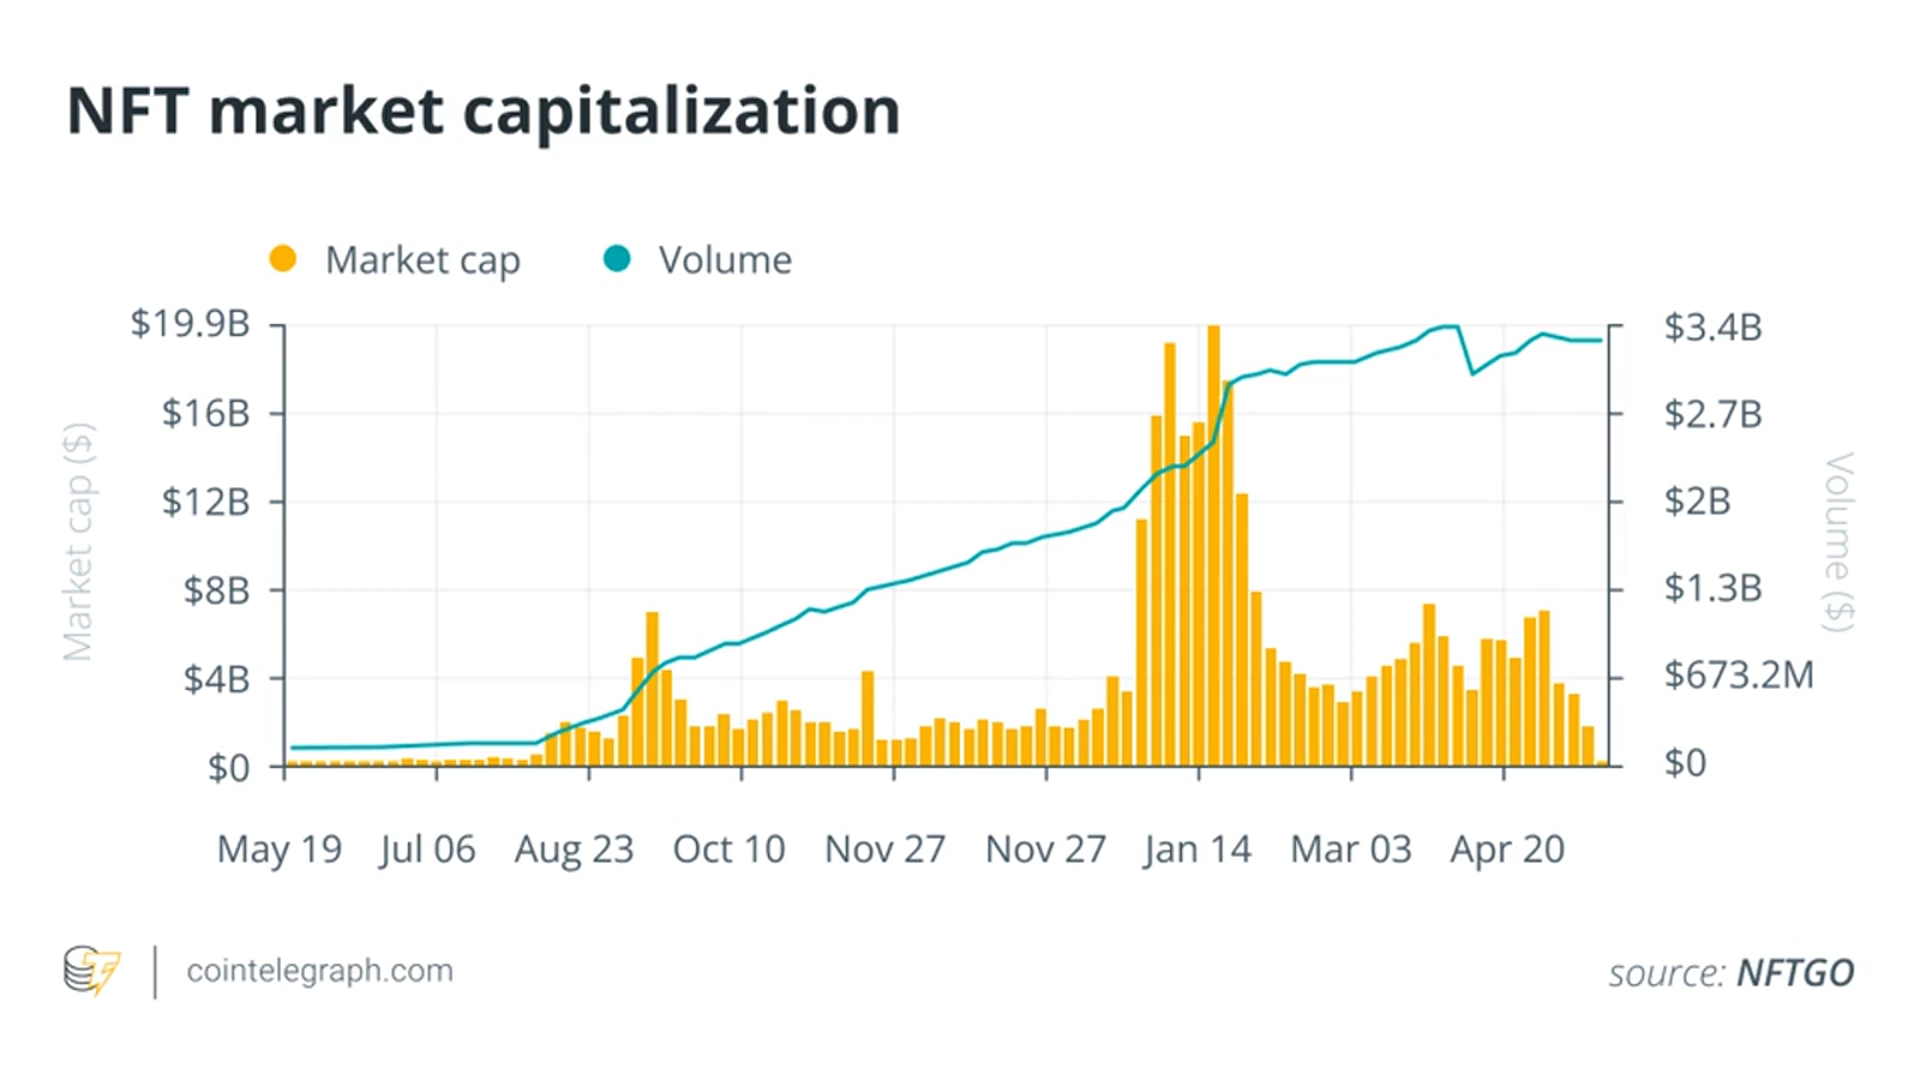 NFT market capitalization
Market cap
Volume
$19.9B
$16B
$12B
$8B
$4B
$0
Market cap ($)
$3.4B
$2.7B
$2B
$1.3B
$673.2M
$0
Volume ($)
May 19
Jul 06
Aug 23
Oct 10
Nov 27
Nov 27
Jan 14
Mar 03
Apr 20
cointelegraph.com
source: NFTGO